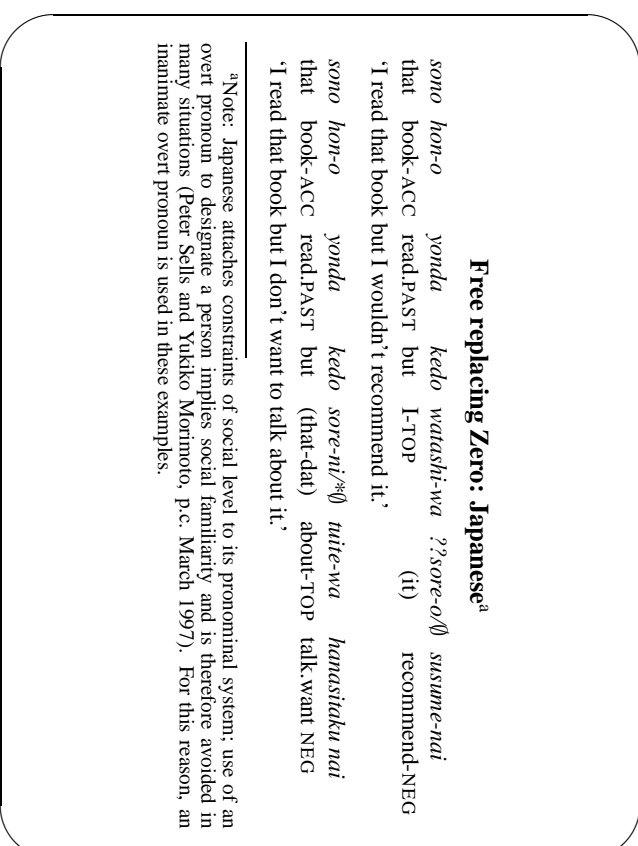 Free replacing Zero: Japaneseᵃ
sono hon-o yonda kedo watashi-wa ??sore-o/∅ susume-nai
that book-ACC read.PAST but I-TOP (it) recommend-NEG
‘I read that book but I wouldn’t recommend it.’
sono hon-o yonda kedo sore-ni/*∅ tuite-wa hanasitaku nai
that book-ACC read.PAST but (that-dat) about-TOP talk.want NEG
‘I read that book but I don’t want to talk about it.’
ᵃNote: Japanese attaches constraints of social level to its pronominal system; use of an
overt pronoun to designate a person implies social familiarity and is therefore avoided in
many situations (Peter Sells and Yukiko Morimoto, p.c. March 1997). For this reason, an
inanimate overt pronoun is used in these examples.